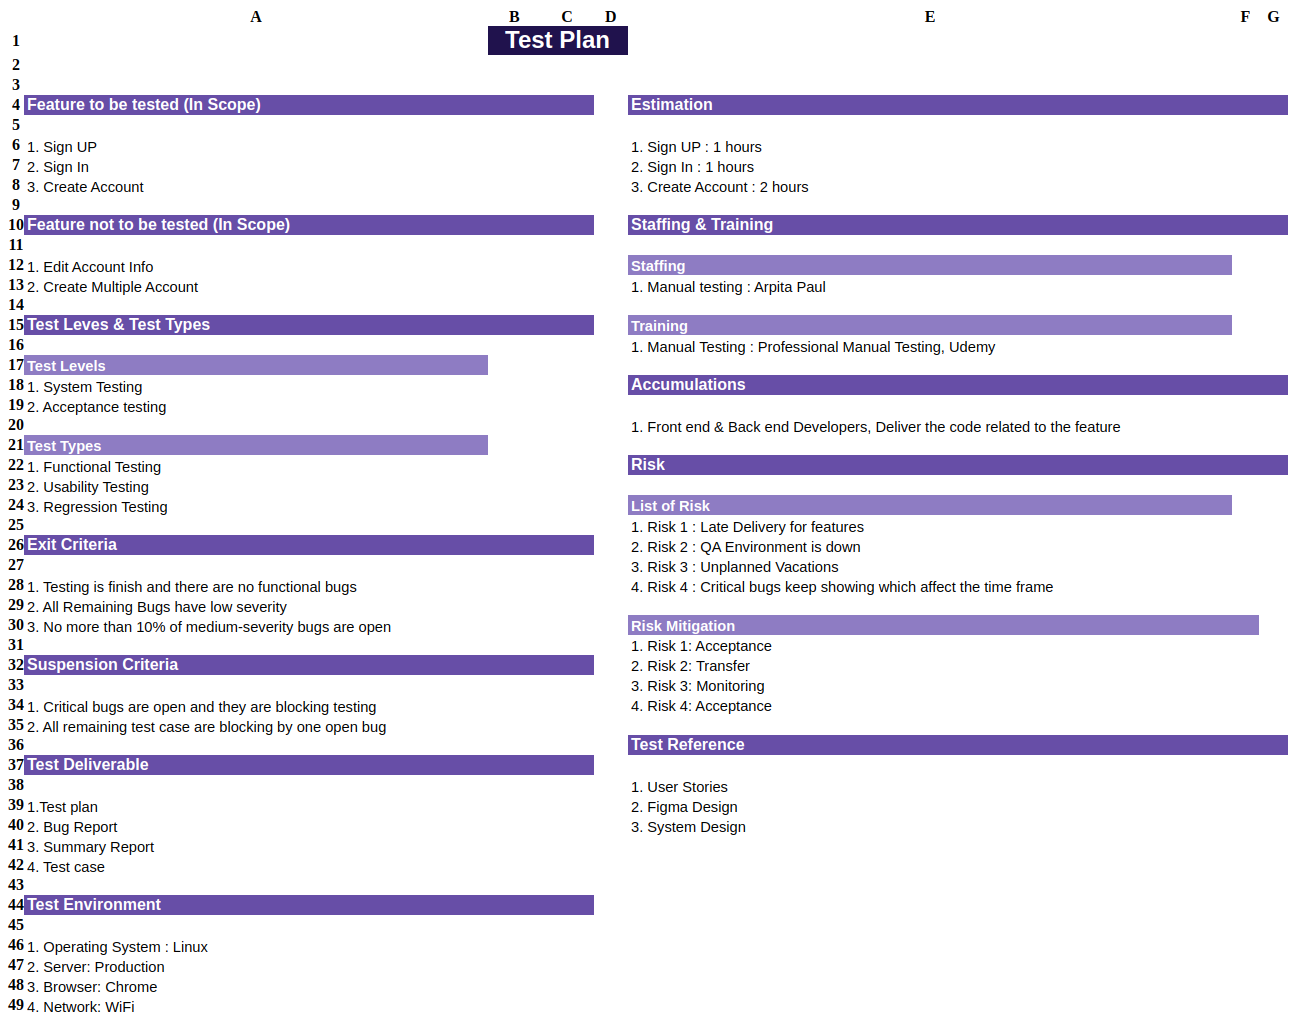 A B C D E F G
1 Test Plan
2
3
4 Feature to be tested (In Scope) Estimation
5
6 1. Sign UP 1. Sign UP : 1 hours
7 2. Sign In 2. Sign In : 1 hours
8 3. Create Account 3. Create Account : 2 hours
9
10 Feature not to be tested (In Scope) Staffing & Training
11
12 1. Edit Account Info Staffing
13 2. Create Multiple Account 1. Manual testing : Arpita Paul
14
15 Test Leves & Test Types Training
16 1. Manual Testing : Professional Manual Testing, Udemy
17 Test Levels
18 1. System Testing Accumulations
19 2. Acceptance testing
20 1. Front end & Back end Developers, Deliver the code related to the feature
21 Test Types
22 1. Functional Testing Risk
23 2. Usability Testing
24 3. Regression Testing List of Risk
25 1. Risk 1 : Late Delivery for features
26 Exit Criteria 2. Risk 2 : QA Environment is down
27 3. Risk 3 : Unplanned Vacations
28 1. Testing is finish and there are no functional bugs 4. Risk 4 : Critical bugs keep showing which affect the time frame
29 2. All Remaining Bugs have low severity
30 3. No more than 10% of medium-severity bugs are open Risk Mitigation
31 1. Risk 1: Acceptance
32 Suspension Criteria 2. Risk 2: Transfer
33 3. Risk 3: Monitoring
34 1. Critical bugs are open and they are blocking testing 4. Risk 4: Acceptance
35 2. All remaining test case are blocking by one open bug
36 Test Reference
37 Test Deliverable
38 1. User Stories
39 1.Test plan 2. Figma Design
40 2. Bug Report 3. System Design
41 3. Summary Report
42 4. Test case
43
44 Test Environment
45
46 1. Operating System : Linux
47 2. Server: Production
48 3. Browser: Chrome
49 4. Network: WiFi